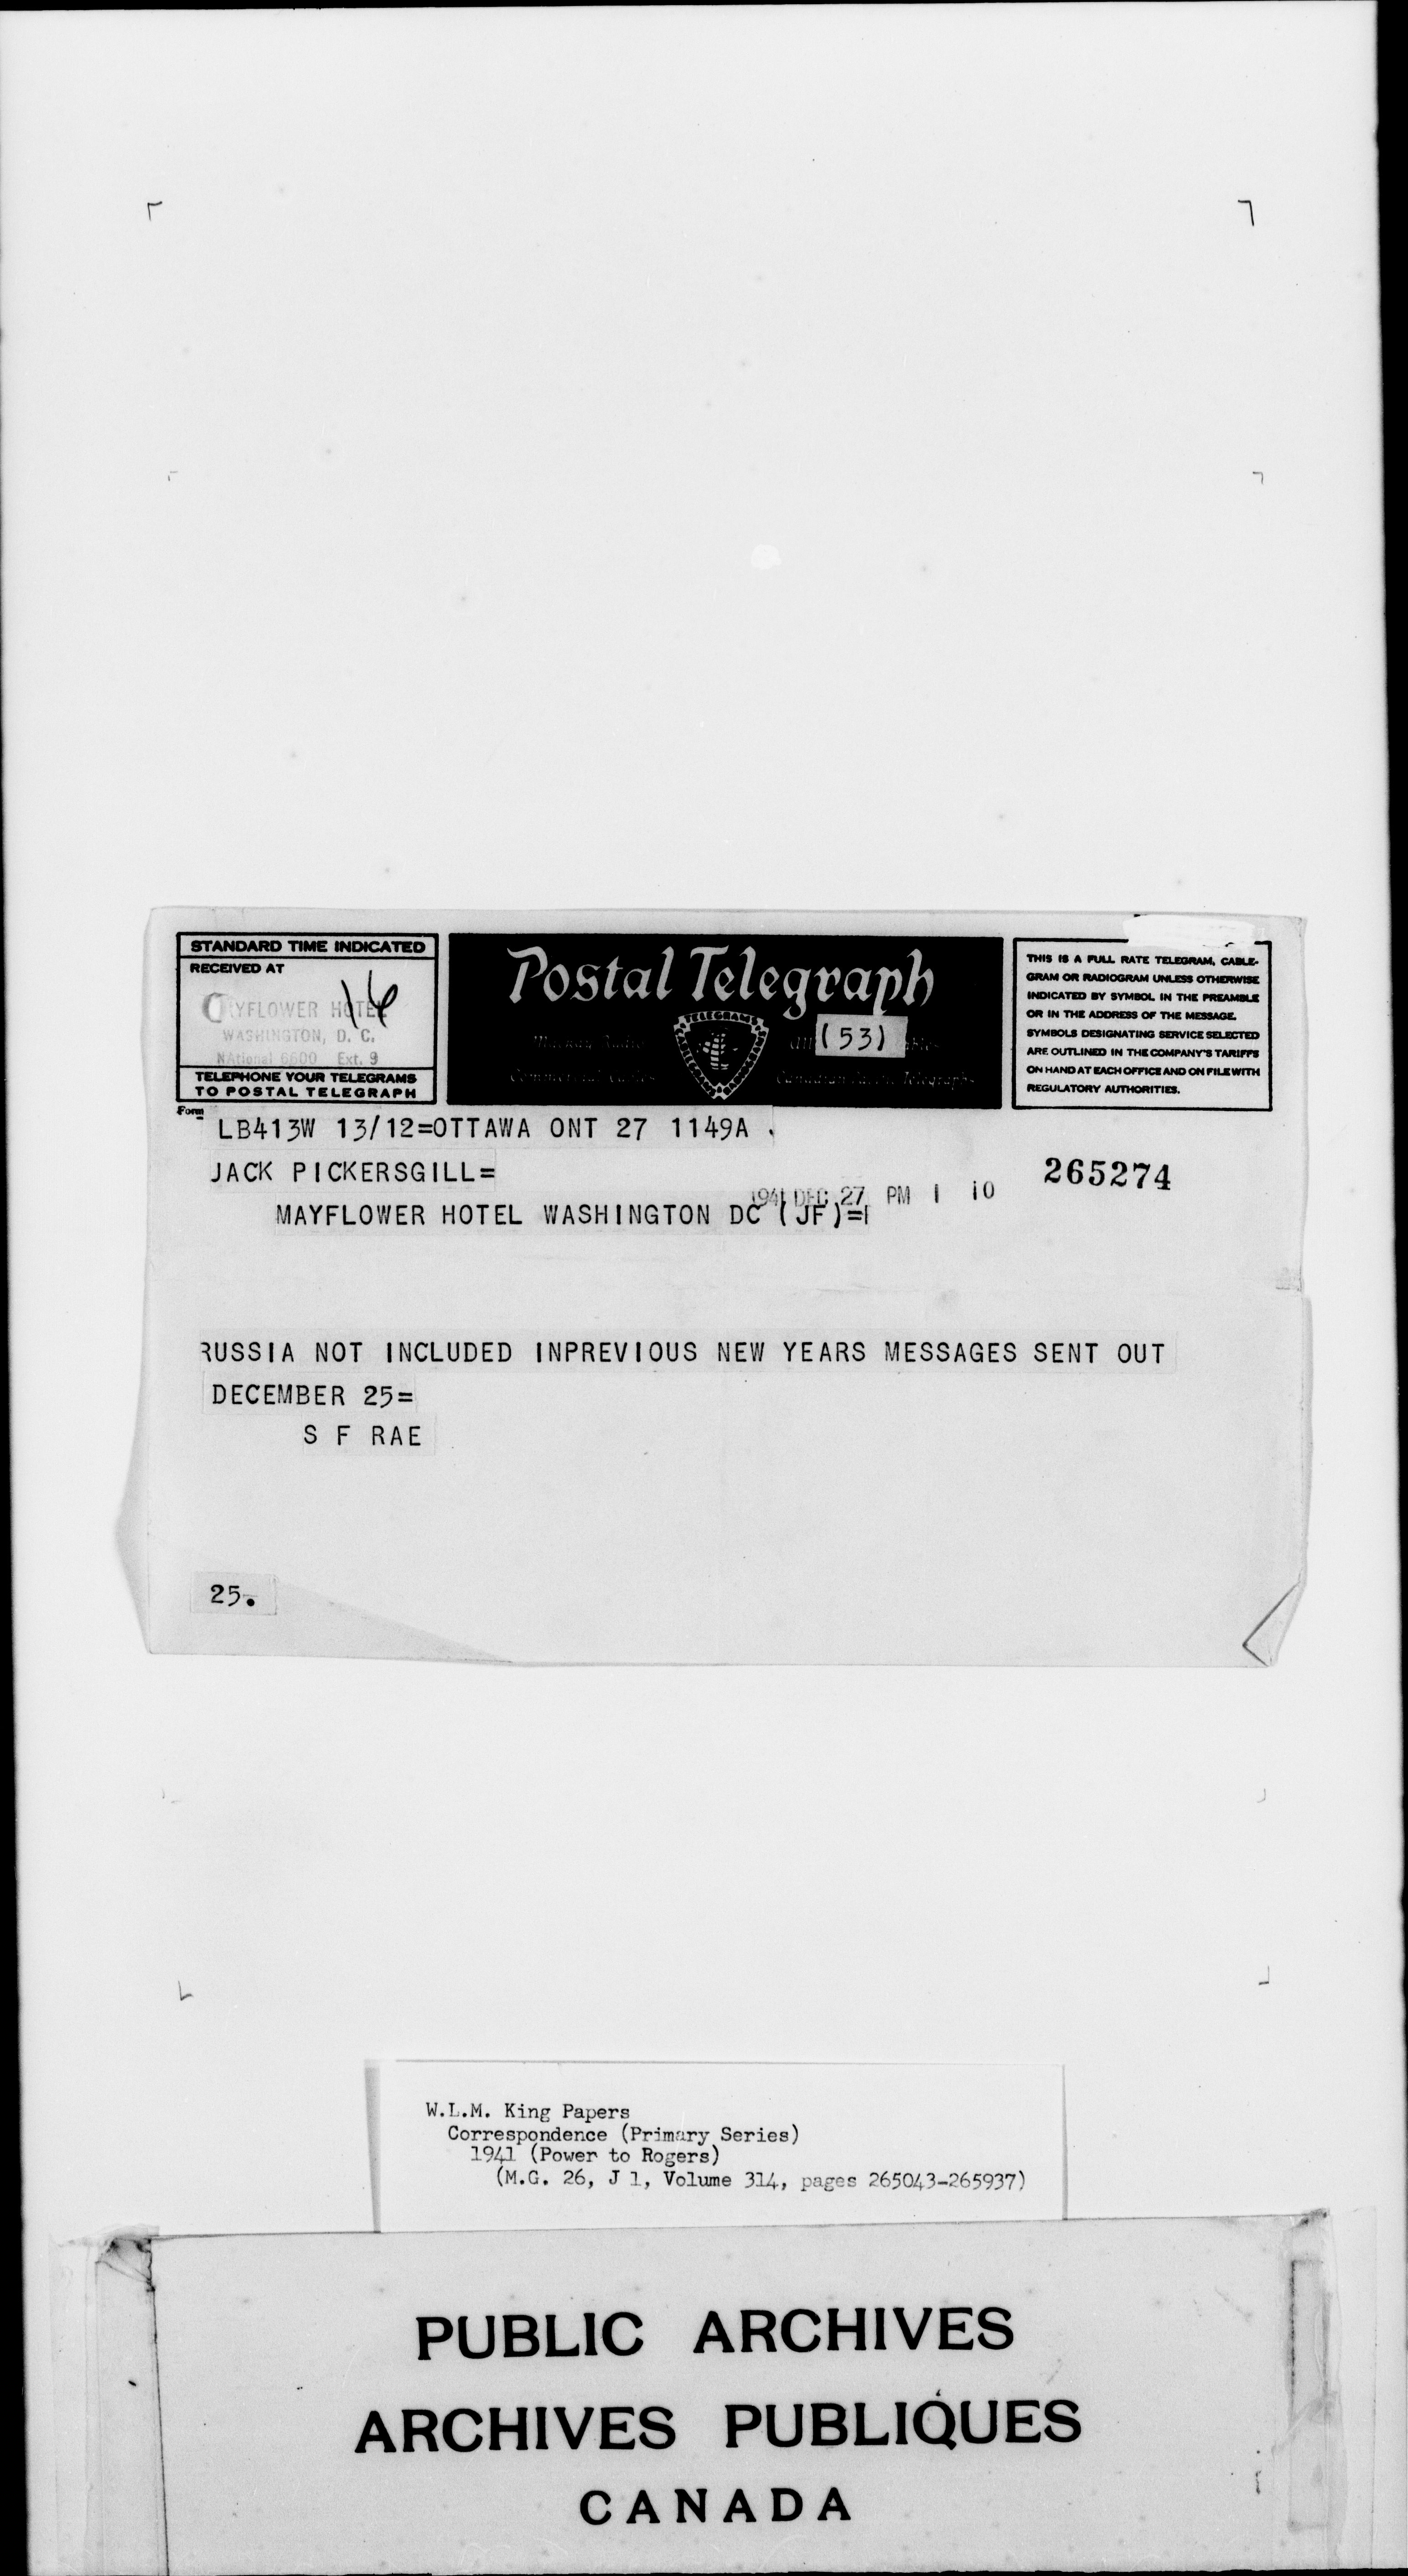 STANDARD TIME INDICATED
RECEIVED AT
16
YFLOWER HOTEL
WASHINGTON, D. C.
NAtional 6600 Ext. 9
TELEPHONE YOUR TELEGRAMS
TO POSTAL TELEGRAPH
Postal Telegraph
TELEGRAMS
(53)
THIS IS A FULL RATE TELEGRAM, CABLE-
GRAM OR RADIOGRAM UNLESS OTHERWISE
INDICATED BY SYMBOL IN THE PREAMBLE
OR IN THE ADDRESS OF THE MESSAGE.
SYMBOLS DESIGNATING SERVICE SELECTED
ARE OUTLINED IN THE COMPANY'S TARIFFS
ON HAND AT EACH OFFICE AND ON FILE WITH
REGULATORY AUTHORITIES.
Form
LB413W 13/12=OTTAWA ONT 27 1149A .
JACK PICKERSGILL=
265274
1941 DEC 27 PM 1 10
MAYFLOWER HOTEL WASHINGTON DC (JF)=
RUSSIA NOT INCLUDED INPREVIOUS NEW YEARS MESSAGES SENT OUT
DECEMBER 25=
S F RAE
25.
W.L.M. King Papers
Correspondence (Primary Series)
1941 (Power to Rogers)
(M.G. 26, J 1, Volume 314, pages 265043-265937)
PUBLIC ARCHIVES
ARCHIVES PUBLIQUES
CANADA